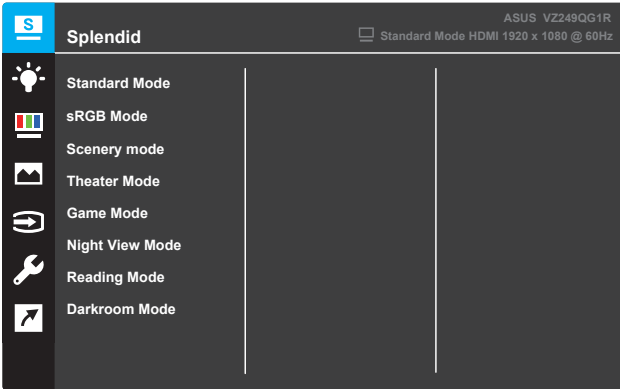 S
ASUS VZ249QG1R
Splendid
Standard Mode HDMI 1920 x 1080 @ 60Hz
Standard Mode
sRGB Mode
Scenery mode
Theater Mode
Game Mode
Night View Mode
Reading Mode
Darkroom Mode